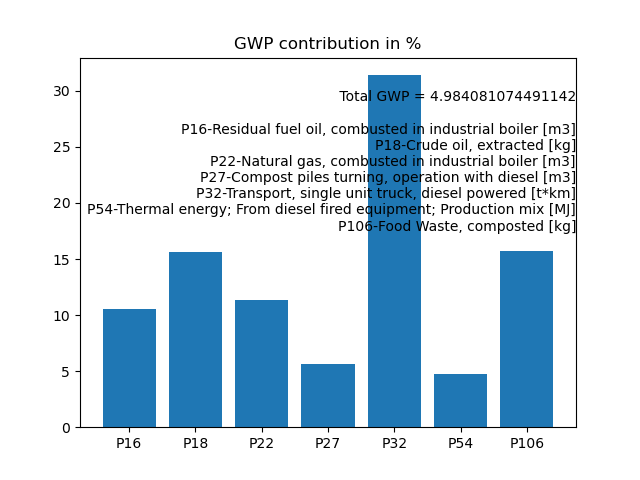 GWP contribution in %
30
25
20
15
10
5
0
Total GWP = 4.984081074491142
P16-Residual fuel oil, combusted in industrial boiler [m3]
P18-Crude oil, extracted [kg]
P22-Natural gas, combusted in industrial boiler [m3]
P27-Compost piles turning, operation with diesel [m3]
P32-Transport, single unit truck, diesel powered [t*km]
P54-Thermal energy; From diesel fired equipment; Production mix [MJ]
P106-Food Waste, composted [kg]
P16 P18 P22 P27 P32 P54 P106